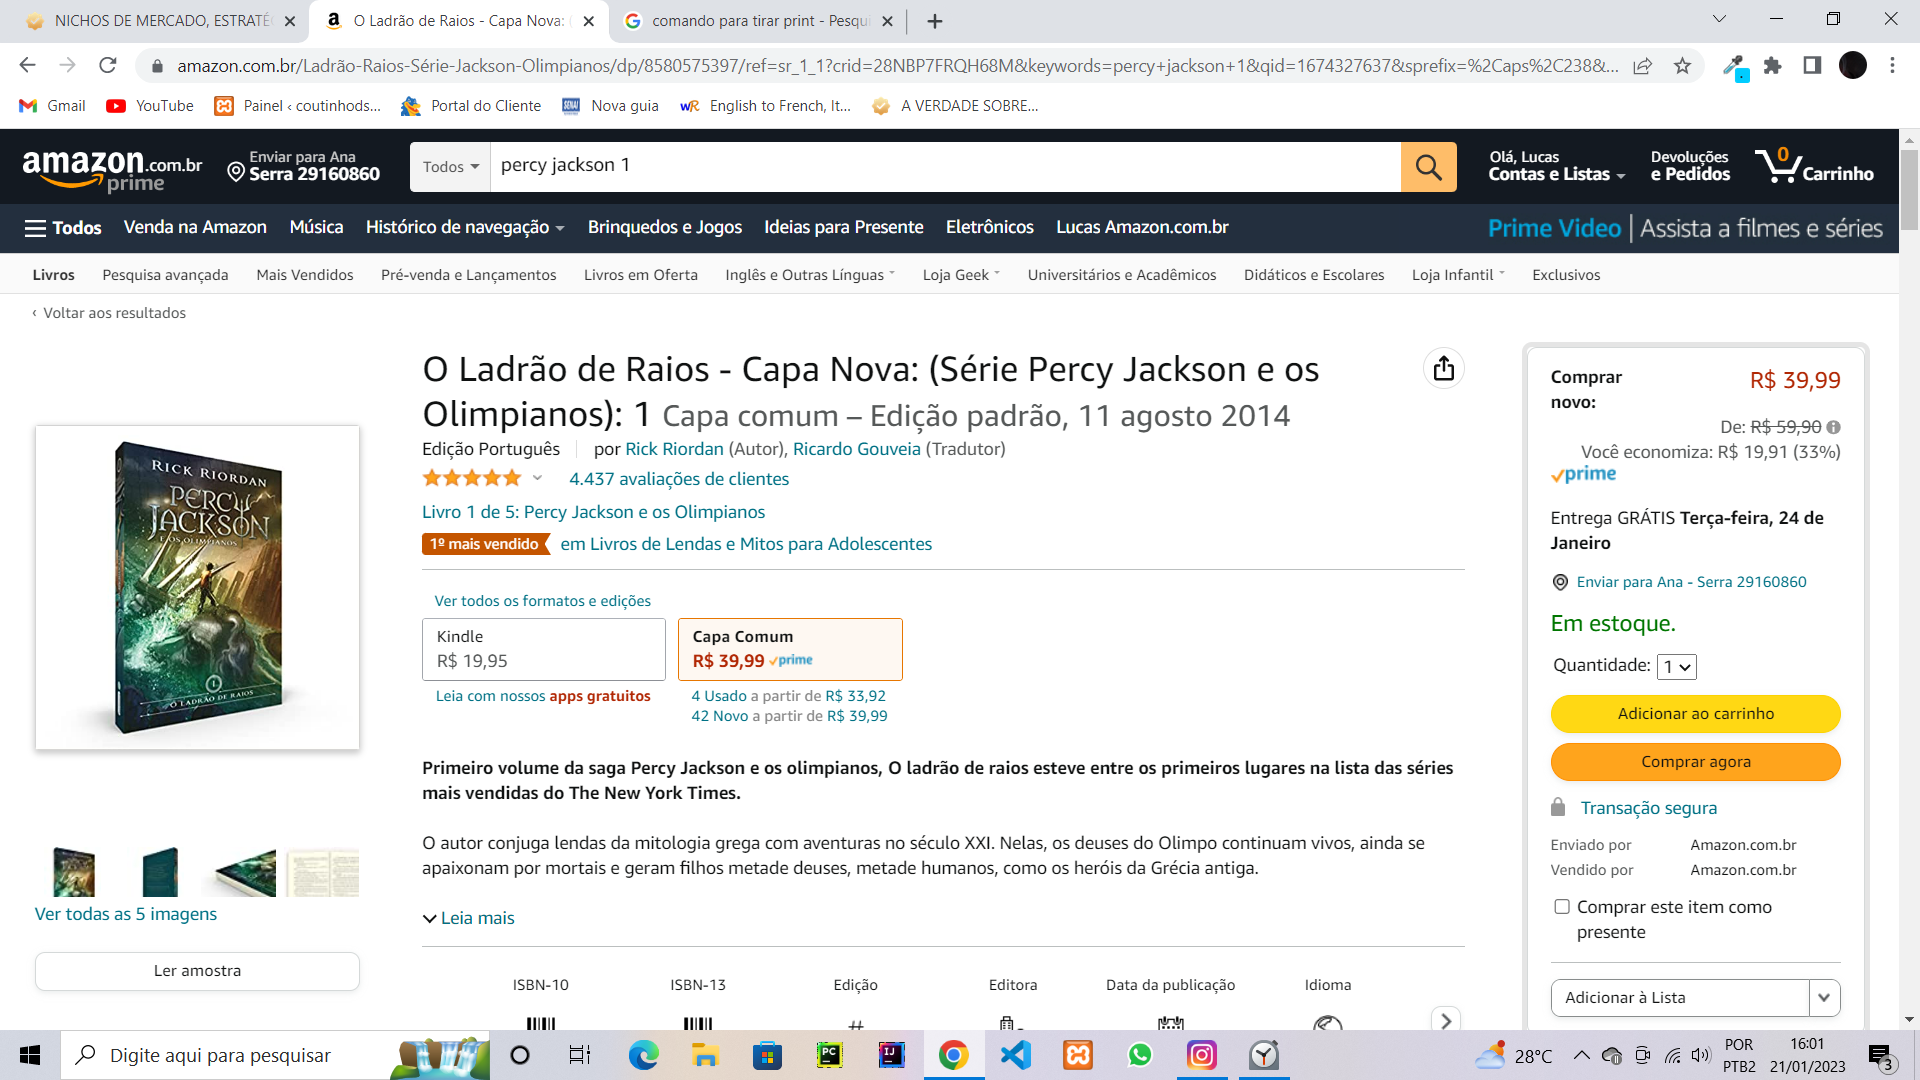 NICHOS DE MERCADO, ESTRATÉG
O Ladrão de Raios - Capa Nova: (
comando para tirar print - Pesqui
amazon.com.br/Ladrão-Raios-Série-Jackson-Olimpianos/dp/8580575397/ref=sr_1_1?crid=28NBP7FRQH68M&keywords=percy+jackson+1&qid=1674327637&sprefix=%2Caps%2C238&...
Gmail YouTube Painel ‹ coutinhods... Portal do Cliente Nova guia English to French, It... A VERDADE SOBRE...
amazon.com.br
prime
Enviar para Ana
Serra 29160860
Todos percy jackson 1
Olá, Lucas
Contas e Listas
Devoluções
e Pedidos
0
Carrinho
Todos Venda na Amazon Música Histórico de navegação Brinquedos e Jogos Ideias para Presente Eletrônicos Lucas Amazon.com.br
Prime Video | Assista a filmes e séries
Livros Pesquisa avançada Mais Vendidos Pré-venda e Lançamentos Livros em Oferta Inglês e Outras Línguas Loja Geek Universitários e Acadêmicos Didáticos e Escolares Loja Infantil Exclusivos
‹ Voltar aos resultados
RICK RIORDAN
PERCY
JACKSON
E OS OLIMPIANOS
1
O LADRÃO DE RAIOS
Ver todas as 5 imagens
Ler amostra
O Ladrão de Raios - Capa Nova: (Série Percy Jackson e os
Olimpianos): 1 Capa comum – Edição padrão, 11 agosto 2014
Edição Português por Rick Riordan (Autor), Ricardo Gouveia (Tradutor)
4.437 avaliações de clientes
Livro 1 de 5: Percy Jackson e os Olimpianos
1º mais vendido em Livros de Lendas e Mitos para Adolescentes
Ver todos os formatos e edições
Kindle
R$ 19,95
Leia com nossos apps gratuitos
Capa Comum
R$ 39,99 prime
4 Usado a partir de R$ 33,92
42 Novo a partir de R$ 39,99
Primeiro volume da saga Percy Jackson e os olimpianos, O ladrão de raios esteve entre os primeiros lugares na lista das séries
mais vendidas do The New York Times.
O autor conjuga lendas da mitologia grega com aventuras no século XXI. Nelas, os deuses do Olimpo continuam vivos, ainda se
apaixonam por mortais e geram filhos metade deuses, metade humanos, como os heróis da Grécia antiga.
Leia mais
ISBN-10 ISBN-13 Edição Editora Data da publicação Idioma
#
Comprar
novo:
R$ 39,99
De: R$ 59,90
Você economiza: R$ 19,91 (33%)
prime
Entrega GRÁTIS Terça-feira, 24 de
Janeiro
Enviar para Ana - Serra 29160860
Em estoque.
Quantidade: 1
Adicionar ao carrinho
Comprar agora
Transação segura
Enviado por Amazon.com.br
Vendido por Amazon.com.br
Comprar este item como
presente
Adicionar à Lista
Digite aqui para pesquisar
28°C
POR
PTB2
16:01
21/01/2023
3